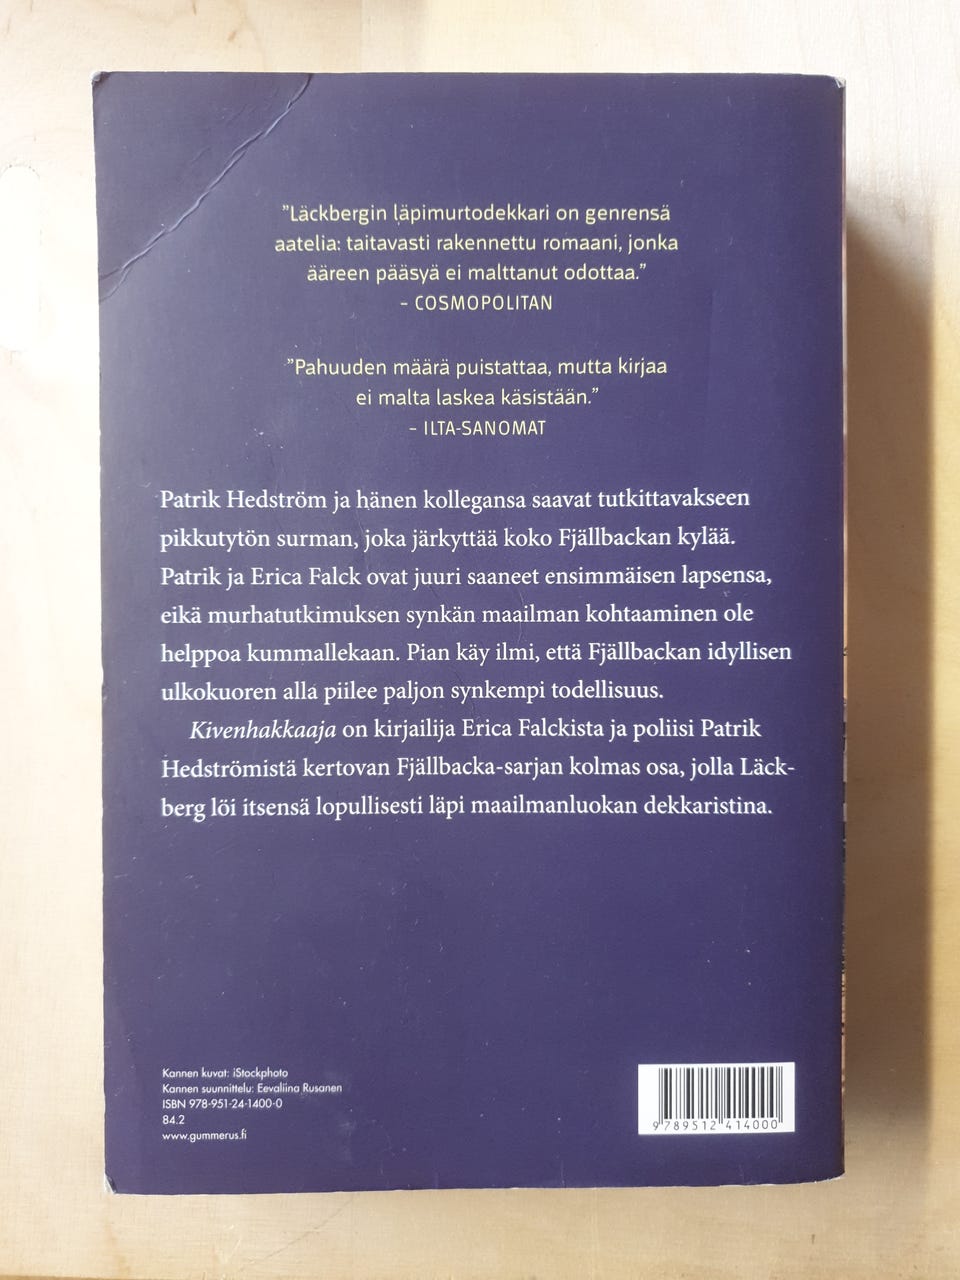 ”Läckbergin läpimurtodekkari on genrensä
aatelia: taitavasti rakennettu romaani, jonka
ääreen pääsyä ei malttanut odottaa.”
– COSMOPOLITAN
”Pahuuden määrä puistattaa, mutta kirjaa
ei malta laskea käsistään.”
– ILTA-SANOMAT
Patrik Hedström ja hänen kollegansa saavat tutkittavakseen
pikkutytön surman, joka järkyttää koko Fjällbackan kylää.
Patrik ja Erica Falck ovat juuri saaneet ensimmäisen lapsensa,
eikä murhatutkimuksen synkän maailman kohtaaminen ole
helppoa kummallekaan. Pian käy ilmi, että Fjällbackan idyllisen
ulkokuoren alla piilee paljon synkempi todellisuus.
Kivenhakkaaja on kirjailija Erica Falckista ja poliisi Patrik
Hedströmistä kertovan Fjällbacka-sarjan kolmas osa, jolla Läck-
berg löi itsensä lopullisesti läpi maailmanluokan dekkaristina.
Kannen kuvat: iStockphoto
Kannen suunnittelu: Eevaliina Rusanen
ISBN 978-951-24-1400-0
84.2
www.gummerus.fi
9 789512 414000